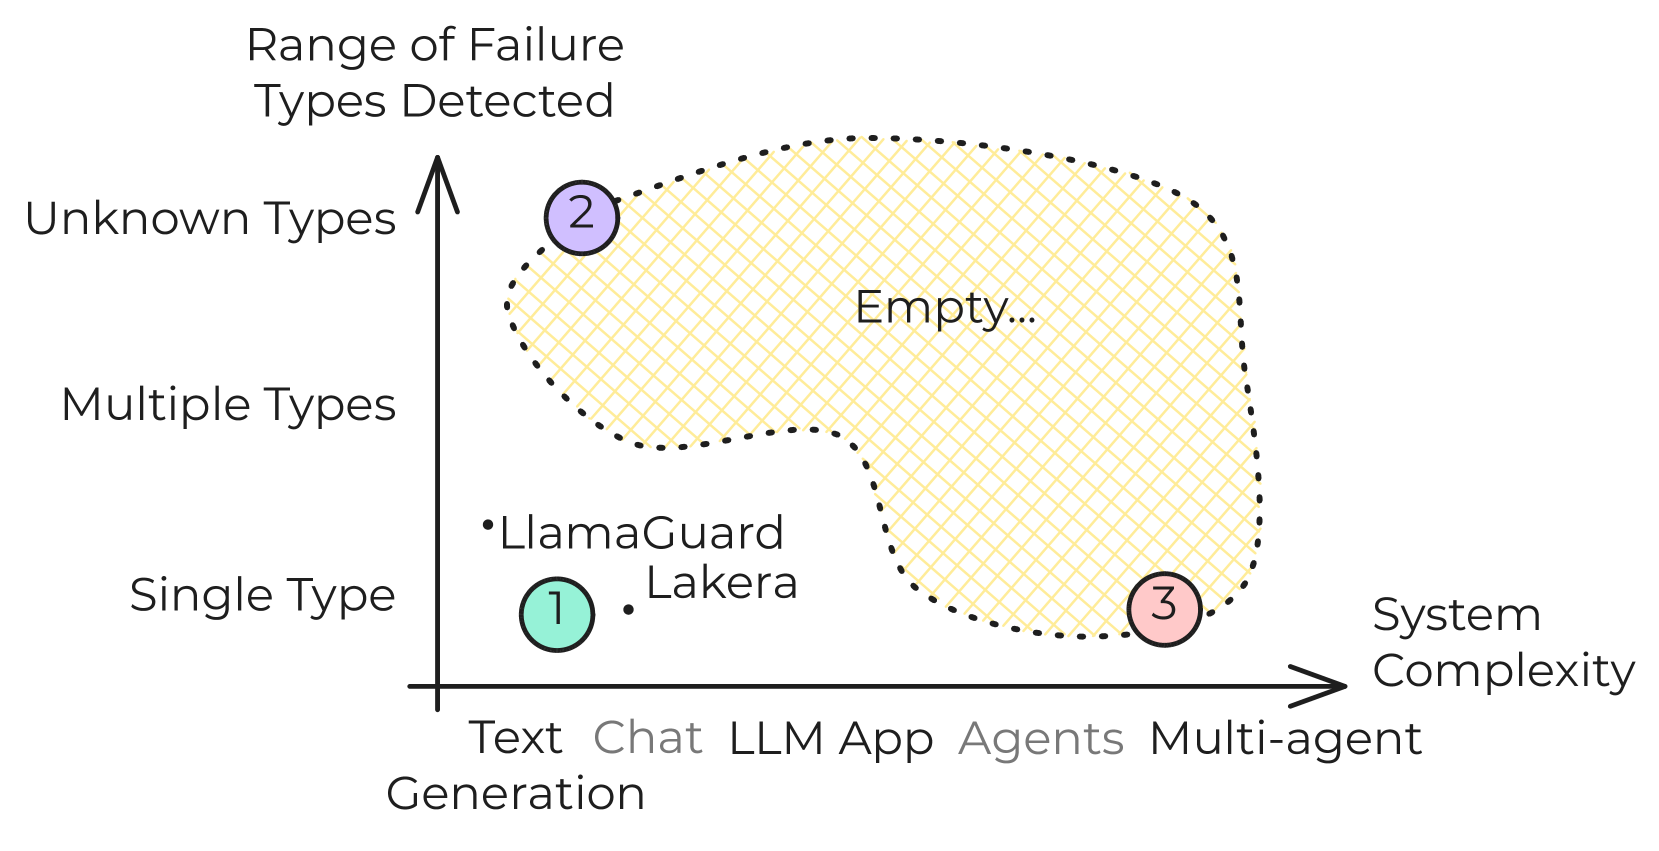 Range of Failure
Types Detected
Unknown Types
2
Empty...
Multiple Types
LlamaGuard
Lakera
Single Type
1
3
System
Complexity
Text Chat LLM App Agents Multi-agent
Generation